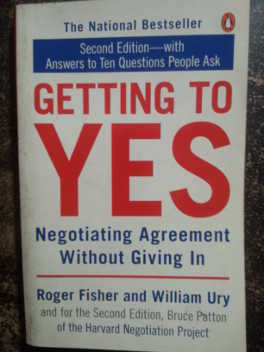 The National Bestseller
Second Edition—with
Answers to Ten Questions People Ask
GETTING TO
YES
Negotiating Agreement
Without Giving In
Roger Fisher and William Ury
and for the Second Edition, Bruce Patton
of the Harvard Negotiation Project